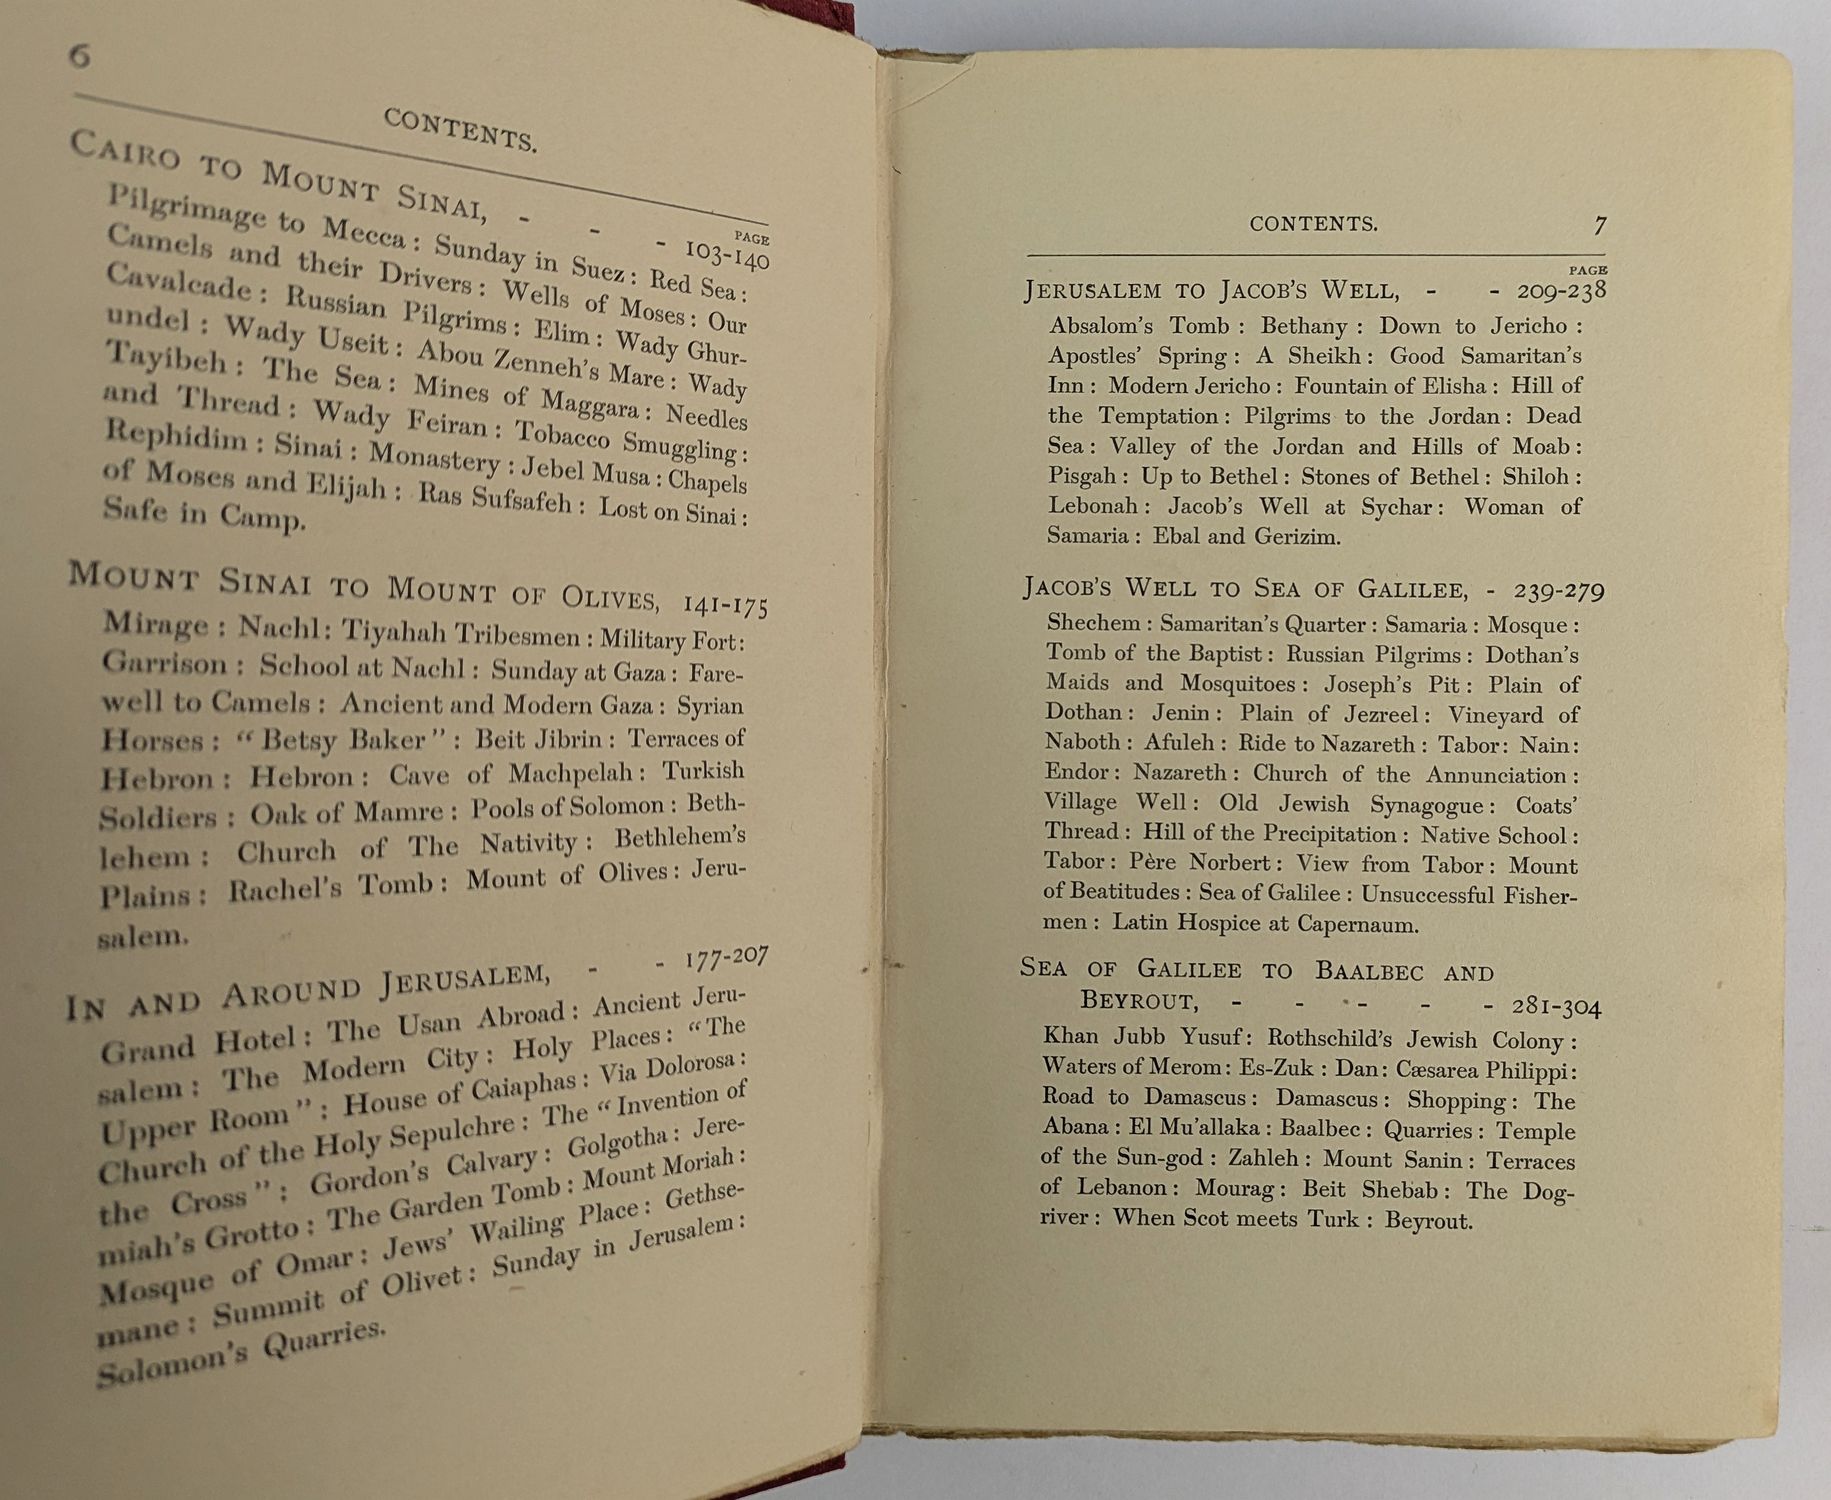 6
CONTENTS.
PAGE
CAIRO TO MOUNT SINAI, - - - 103-140
Pilgrimage to Mecca: Sunday in Suez: Red Sea:
Camels and their Drivers: Wells of Moses: Our
Cavalcade: Russian Pilgrims: Elim: Wady Ghur-
undel: Wady Useit: Abou Zenneh's Mare: Wady
Tayibeh: The Sea: Mines of Maggara: Needles
and Thread: Wady Feiran: Tobacco Smuggling:
Rephidim: Sinai: Monastery: Jebel Musa: Chapels
of Moses and Elijah: Ras Sufsafeh: Lost on Sinai:
Safe in Camp.
MOUNT SINAI TO MOUNT OF OLIVES, 141-175
Mirage: Nachl: Tiyahah Tribesmen: Military Fort:
Garrison: School at Nachl: Sunday at Gaza: Fare-
well to Camels: Ancient and Modern Gaza: Syrian
Horses: "Betsy Baker": Beit Jibrin: Terraces of
Hebron: Hebron: Cave of Machpelah: Turkish
Soldiers: Oak of Mamre: Pools of Solomon: Beth-
lehem: Church of The Nativity: Bethlehem's
Plains: Rachel's Tomb: Mount of Olives: Jeru-
salem.
IN AND AROUND JERUSALEM, - - 177-207
Grand Hotel: The Usan Abroad: Ancient Jeru-
salem: The Modern City: Holy Places: "The
Upper Room": House of Caiaphas: Via Dolorosa:
Church of the Holy Sepulchre: The "Invention of
the Cross": Gordon's Calvary: Golgotha: Jere-
miah's Grotto: The Garden Tomb: Mount Moriah:
Mosque of Omar: Jews' Wailing Place: Gethse-
mane: Summit of Olivet: Sunday in Jerusalem:
Solomon's Quarries.
CONTENTS. 7
PAGE
JERUSALEM TO JACOB'S WELL, - - 209-238
Absalom's Tomb: Bethany: Down to Jericho:
Apostles' Spring: A Sheikh: Good Samaritan's
Inn: Modern Jericho: Fountain of Elisha: Hill of
the Temptation: Pilgrims to the Jordan: Dead
Sea: Valley of the Jordan and Hills of Moab:
Pisgah: Up to Bethel: Stones of Bethel: Shiloh:
Lebonah: Jacob's Well at Sychar: Woman of
Samaria: Ebal and Gerizim.
JACOB'S WELL TO SEA OF GALILEE, - 239-279
Shechem: Samaritan's Quarter: Samaria: Mosque:
Tomb of the Baptist: Russian Pilgrims: Dothan's
Maids and Mosquitoes: Joseph's Pit: Plain of
Dothan: Jenin: Plain of Jezreel: Vineyard of
Naboth: Afuleh: Ride to Nazareth: Tabor: Nain:
Endor: Nazareth: Church of the Annunciation:
Village Well: Old Jewish Synagogue: Coats'
Thread: Hill of the Precipitation: Native School:
Tabor: Père Norbert: View from Tabor: Mount
of Beatitudes: Sea of Galilee: Unsuccessful Fisher-
men: Latin Hospice at Capernaum.
SEA OF GALILEE TO BAALBEC AND
BEYROUT, - - - - - 281-304
Khan Jubb Yusuf: Rothschild's Jewish Colony:
Waters of Merom: Es-Zuk: Dan: Cæsarea Philippi:
Road to Damascus: Damascus: Shopping: The
Abana: El Mu'allaka: Baalbec: Quarries: Temple
of the Sun-god: Zahleh: Mount Sanin: Terraces
of Lebanon: Mourag: Beit Shebab: The Dog-
river: When Scot meets Turk: Beyrout.